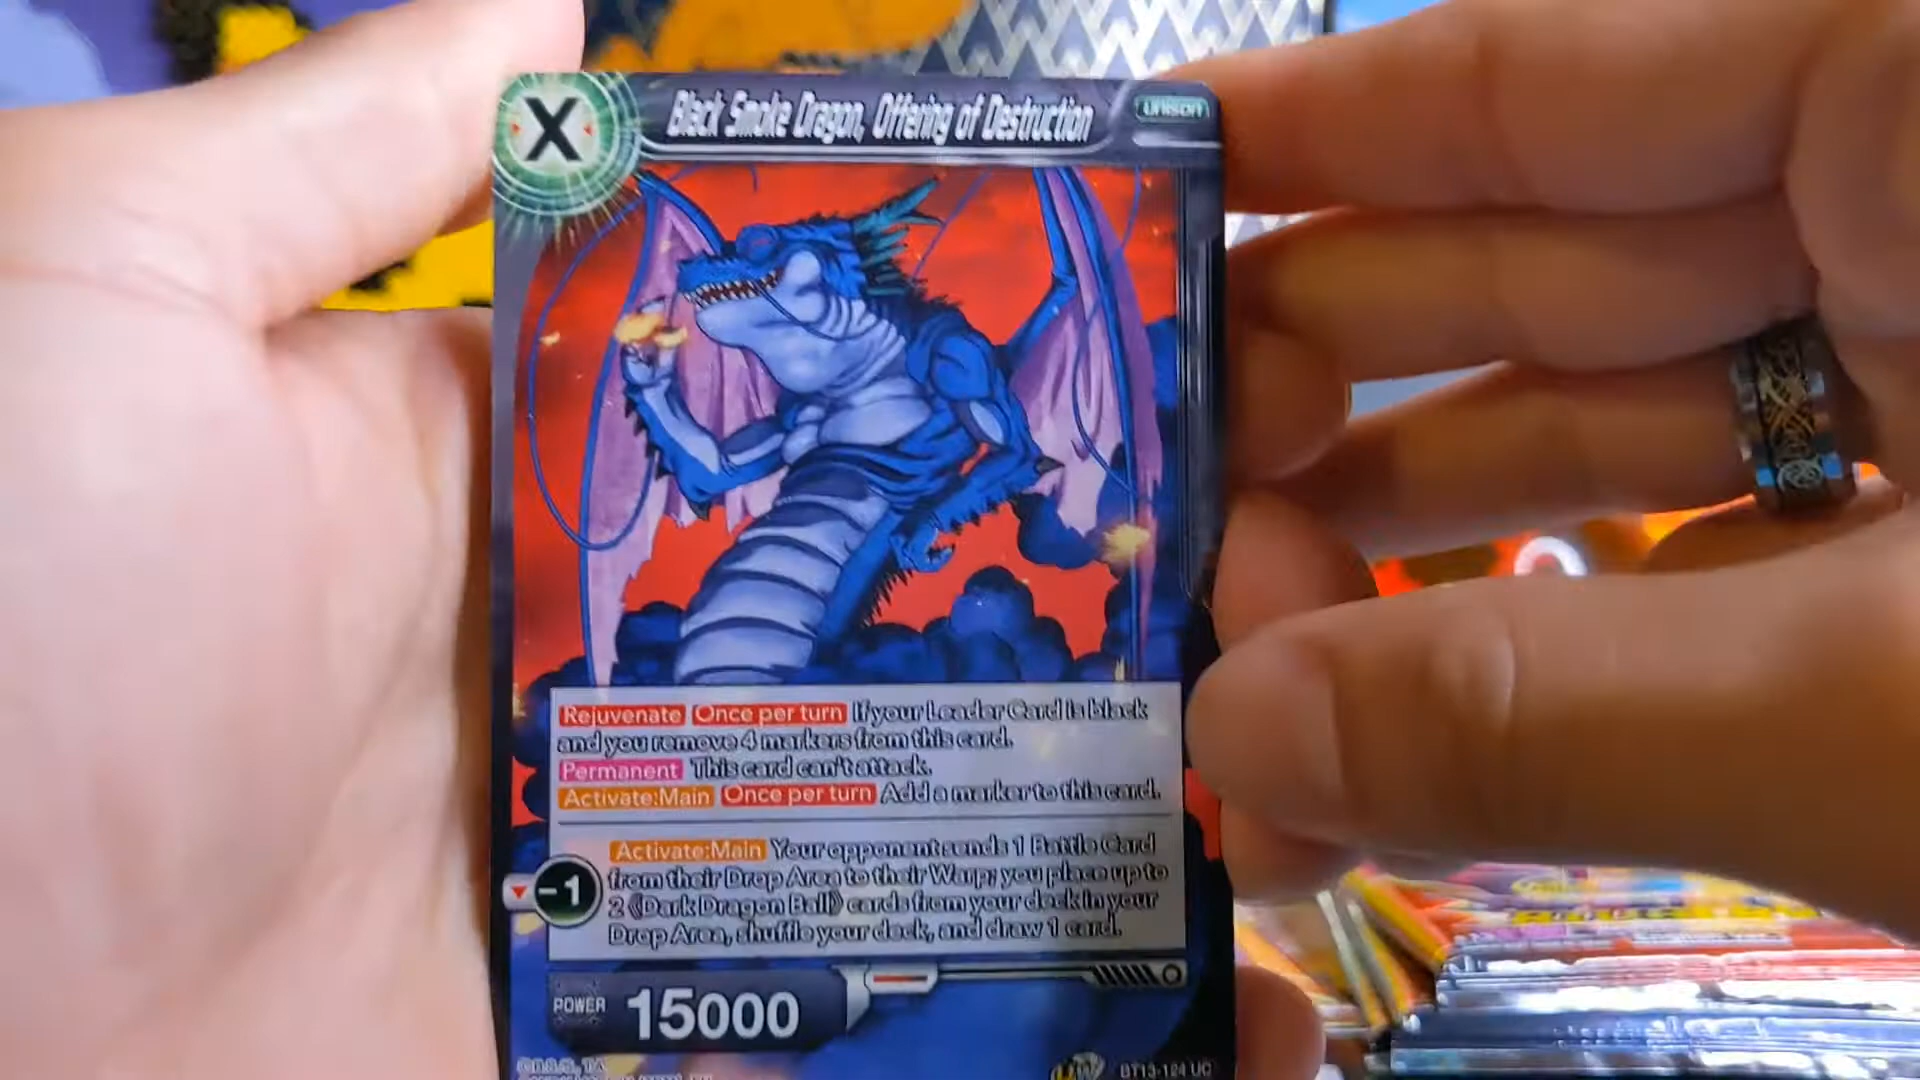 X
Black Smoke Dragon, Offering of Destruction
unison
Rejuvenate Once per turn If your Leader Card is black
and you remove 4 markers from this card.
Permanent This card can't attack.
Activate:Main Once per turn Add a marker to this card.
Activate:Main Your opponent sends 1 Battle Card
from their Drop Area to their Warp; you place up to
2 《Dark Dragon Ball》 cards from your deck in your
Drop Area, shuffle your deck, and draw 1 card.
-1
POWER 15000
BT13-124 UC